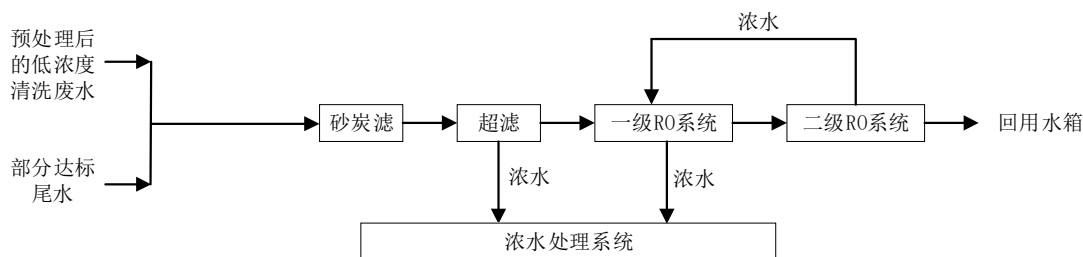 浓水
预处理后
的低浓度
清洗废水
砂炭滤
超滤
一级RO系统
二级RO系统
回用水箱
部分达标
尾水
浓水
浓水
浓水处理系统